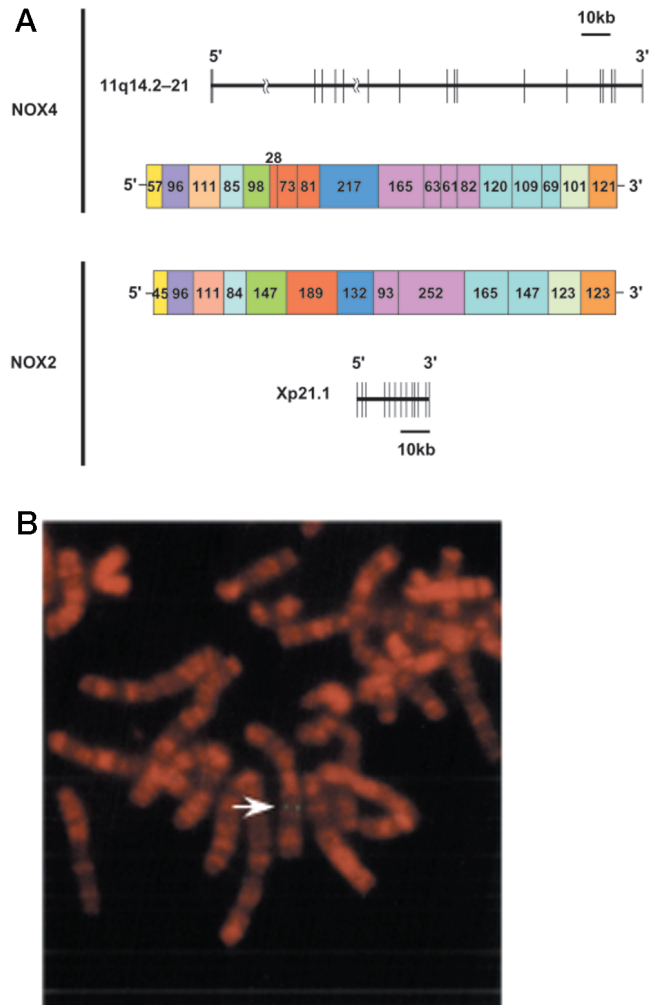 A
10kb
5' 3'
11q14.2–21
NOX4
28
5' 57 96 111 85 98 73 81 217 165 63 61 82 120 109 69 101 121 3'
5' 45 96 111 84 147 189 132 93 252 165 147 123 123 3'
NOX2
5' 3'
Xp21.1
10kb
B